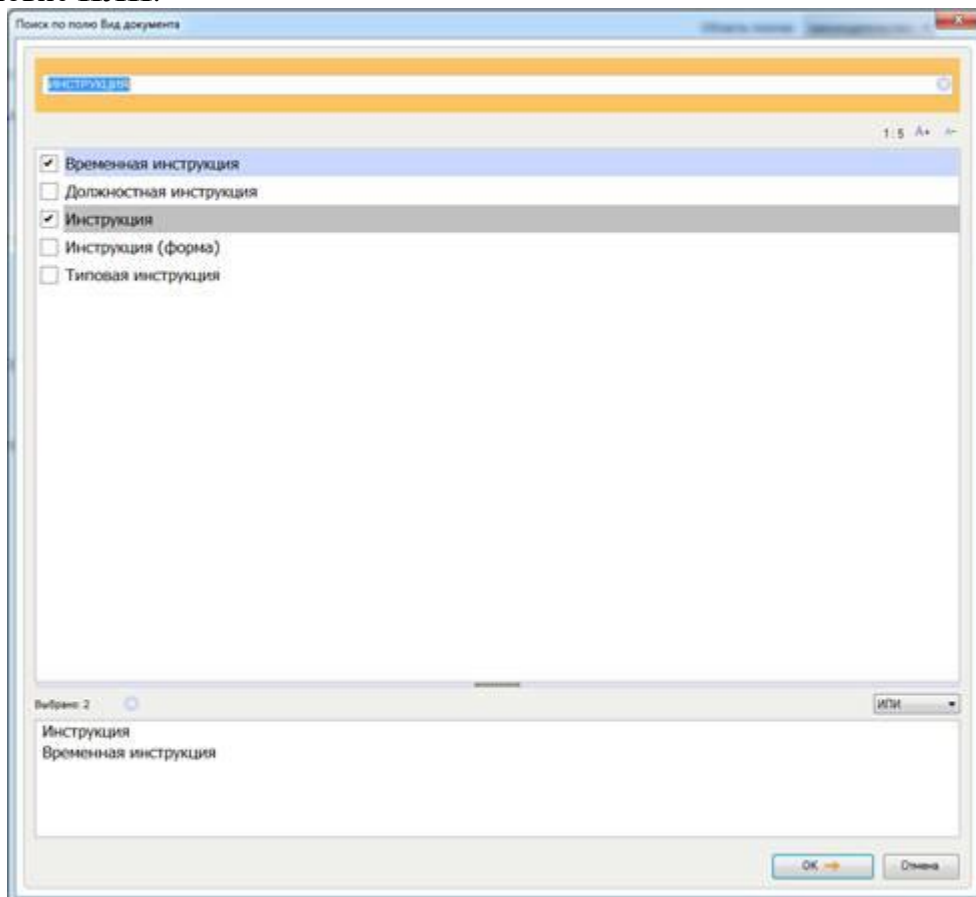 Поиск по полю Вид документа
ИНСТРУКЦИЯ
1:5 A+ A-
Временная инструкция
Должностная инструкция
Инструкция
Инструкция (форма)
Типовая инструкция
Выбрано: 2
ИЛИ
Инструкция
Временная инструкция
OK
Отмена